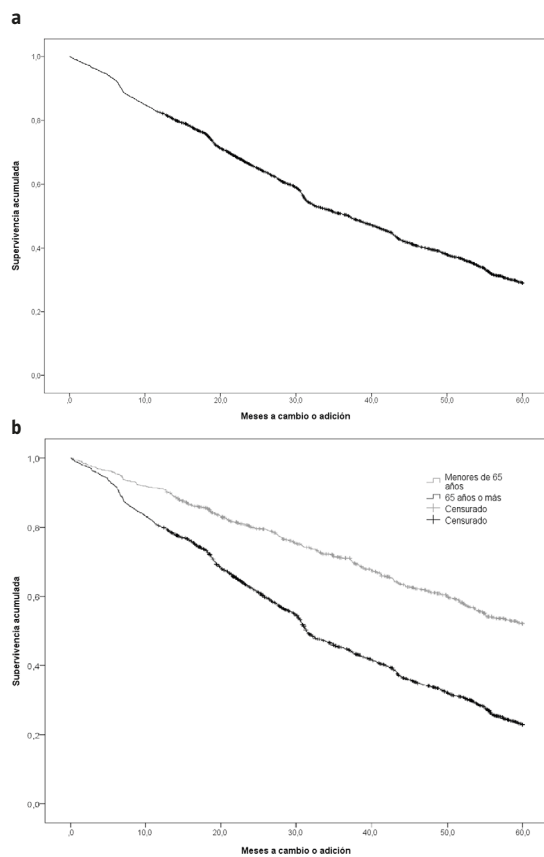 a
1,0
0,8
0,6
0,4
0,2
0,0
Supervivencia acumulada
,0 10,0 20,0 30,0 40,0 50,0 60,0
Meses a cambio o adición
b
1,0
0,8
0,6
0,4
0,2
0,0
Supervivencia acumulada
Menores de 65
años
65 años o más
Censurado
Censurado
,0 10,0 20,0 30,0 40,0 50,0 60,0
Meses a cambio o adición